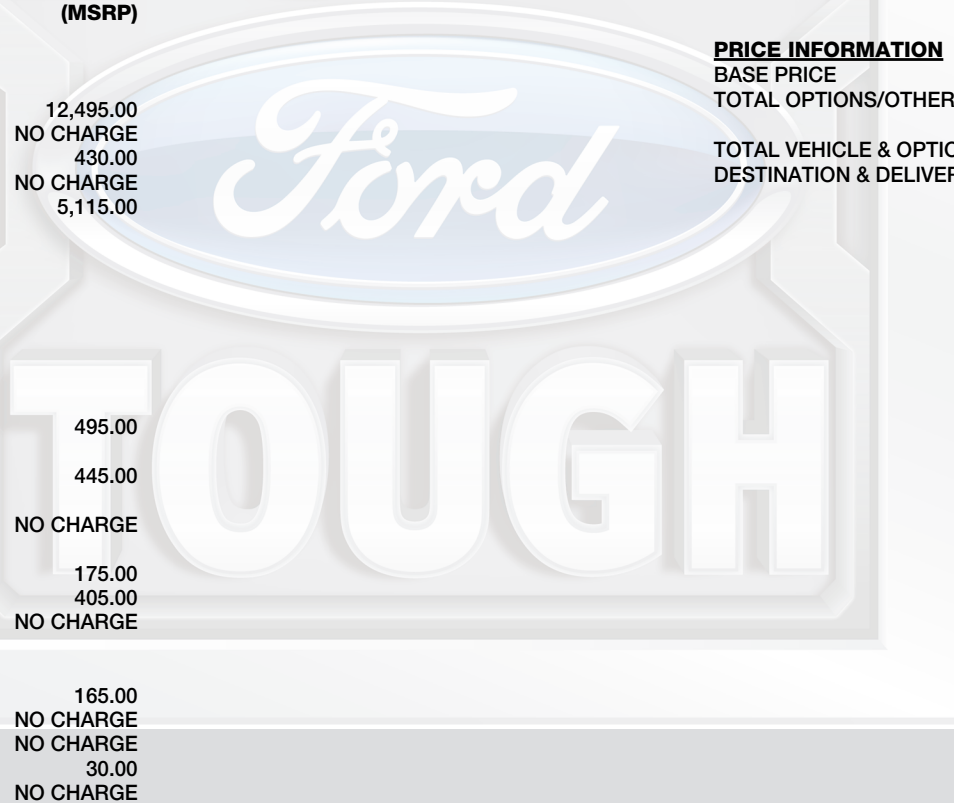 (MSRP)
12,495.00
NO CHARGE
430.00
NO CHARGE
5,115.00
495.00
445.00
NO CHARGE
175.00
405.00
NO CHARGE
165.00
NO CHARGE
NO CHARGE
30.00
NO CHARGE
PRICE INFORMATION
BASE PRICE
TOTAL OPTIONS/OTHER
TOTAL VEHICLE & OPTIO
DESTINATION & DELIVER
Ford
TOUGH